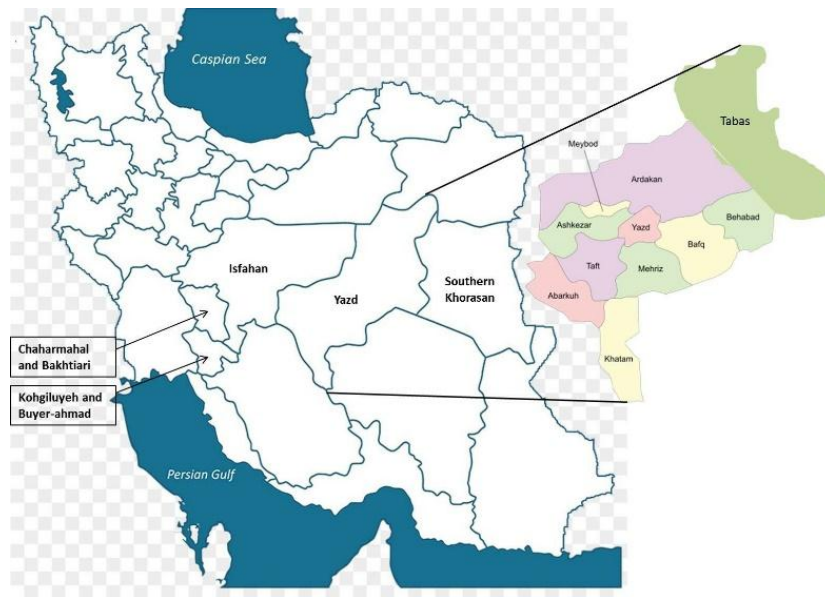 Caspian Sea
Tabas
Meybod
Ardakan
Behabad
Ashkezar
Yazd
Bafq
Isfahan
Taft
Mehriz
Southern
Khorasan
Yazd
Abarkuh
Chaharmahal
and Bakhtiari
Khatam
Kohgiluyeh and
Buyer-ahmad
Persian Gulf